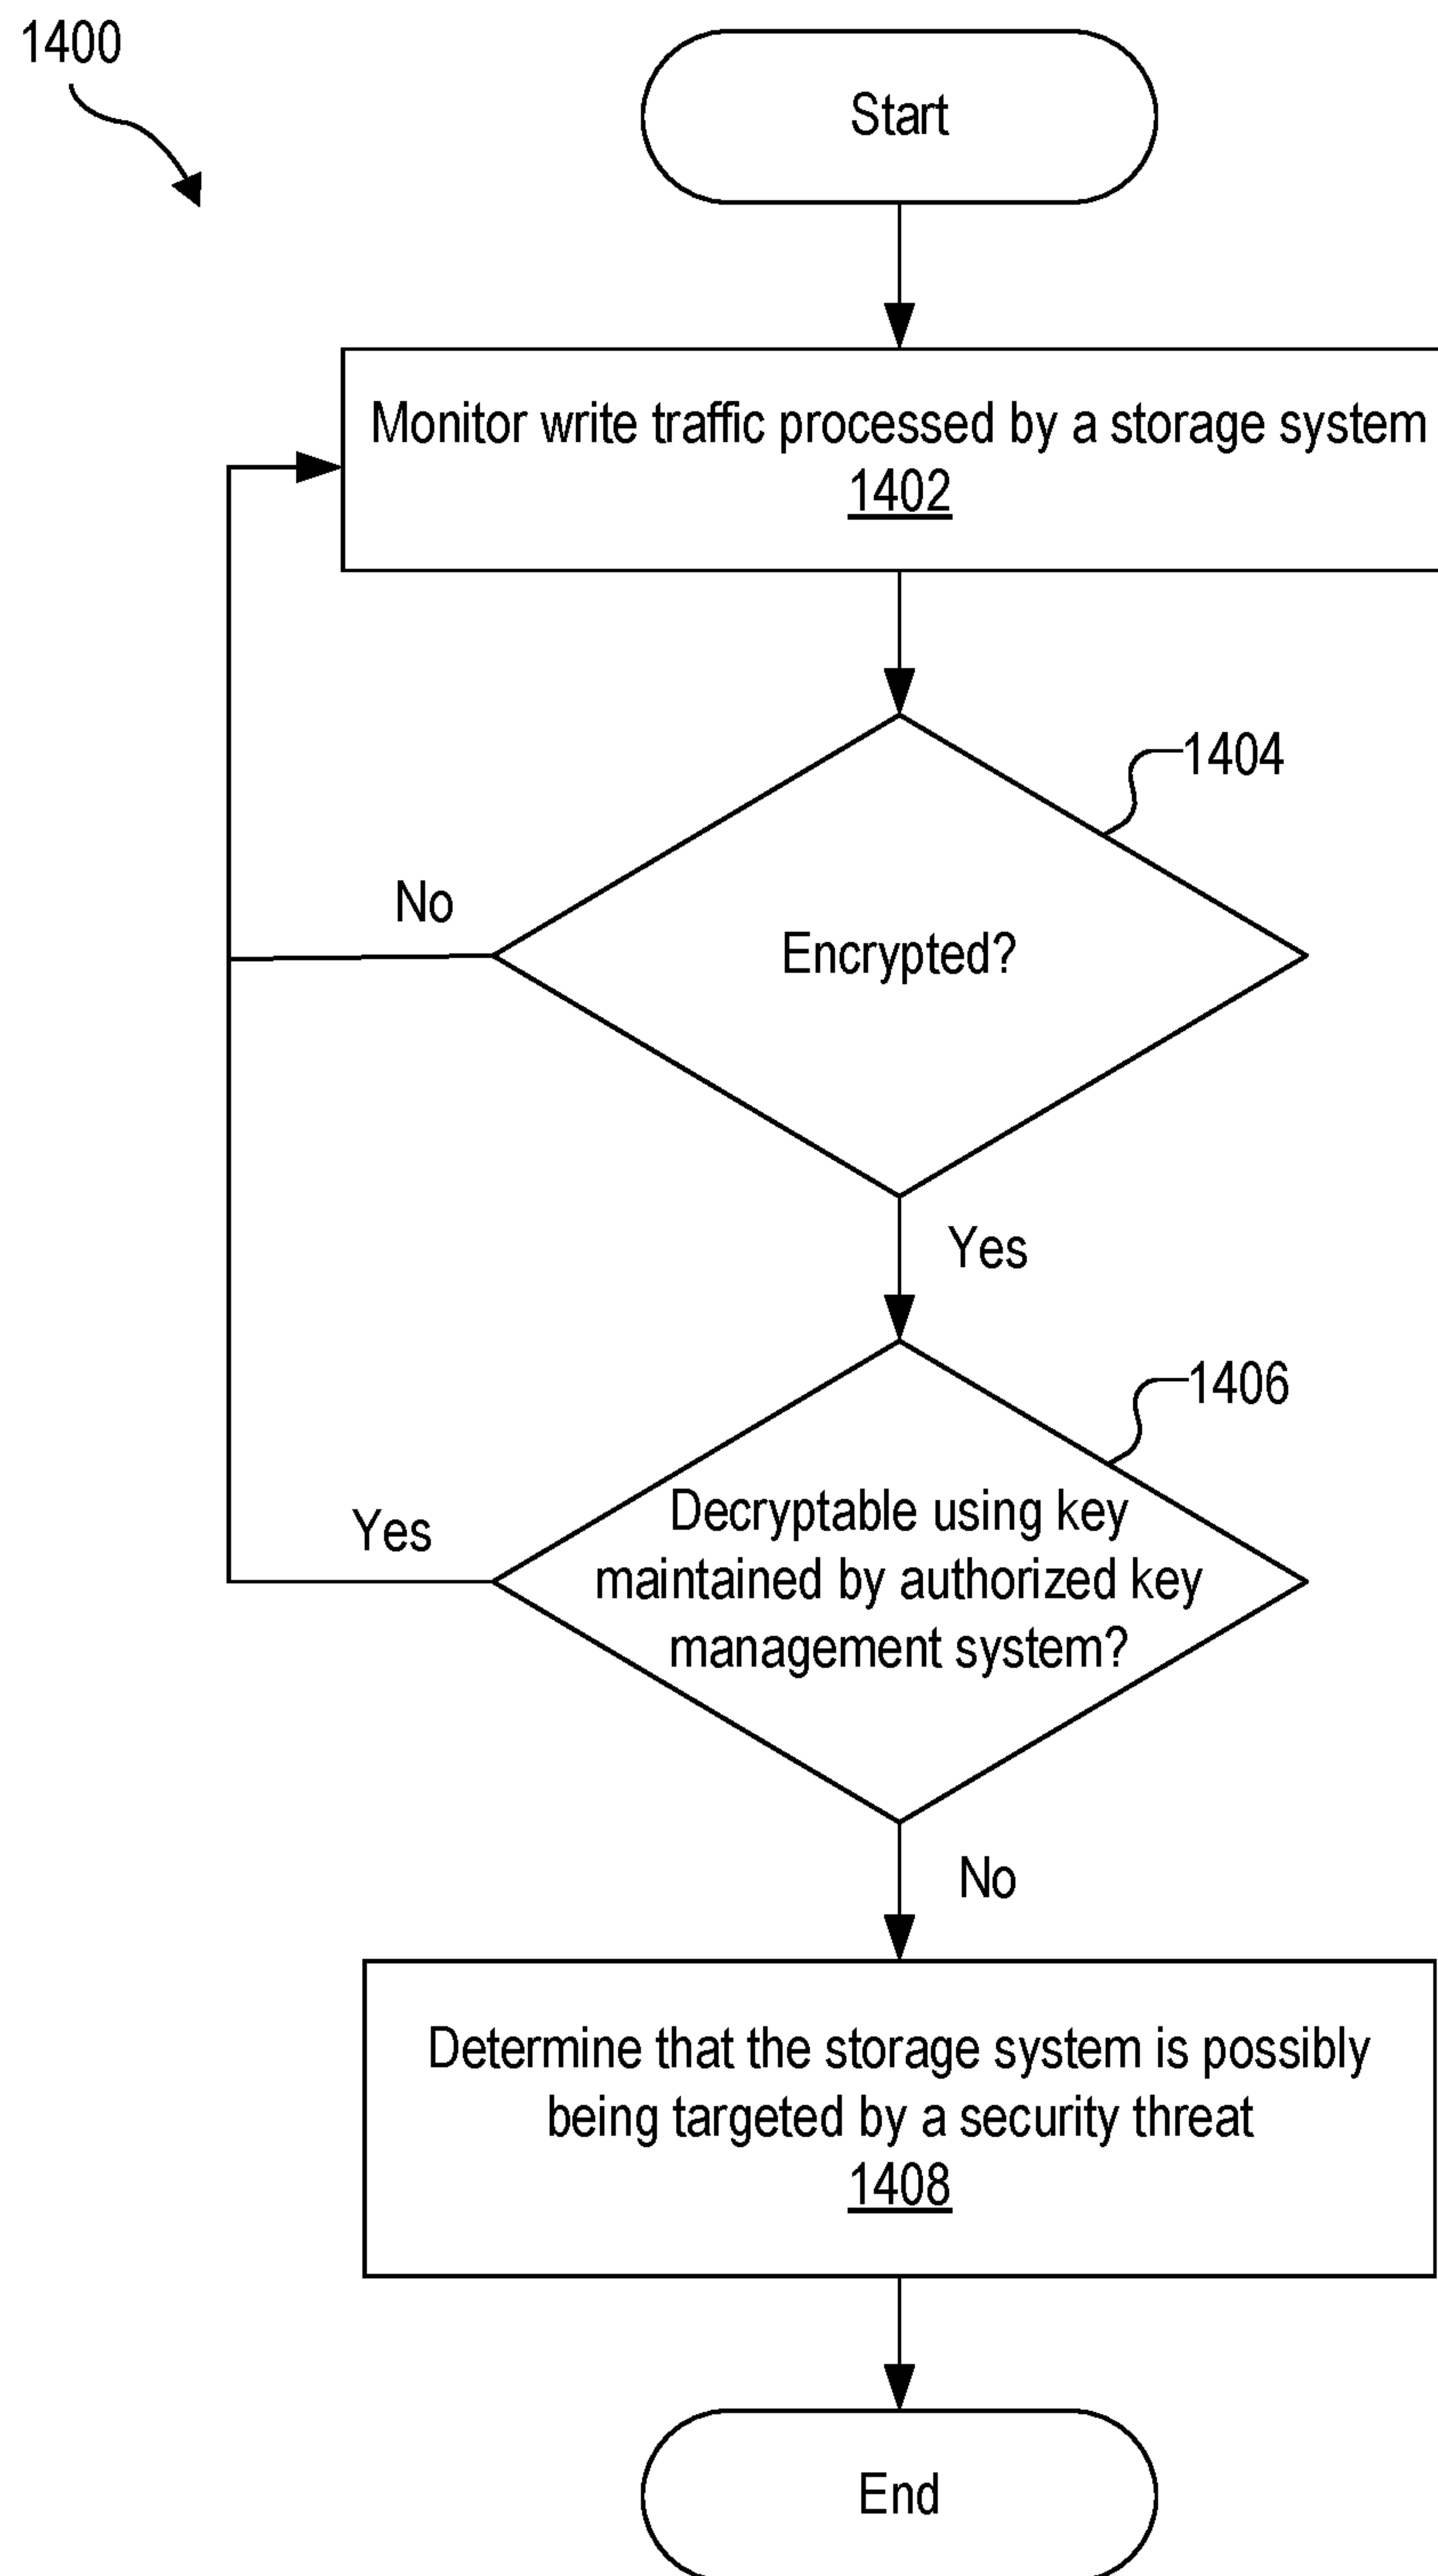 1400
Start
Monitor write traffic processed by a storage system
1402
1404
No
Encrypted?
Yes
1406
Yes
Decryptable using key
maintained by authorized key
management system?
No
Determine that the storage system is possibly
being targeted by a security threat
1408
End